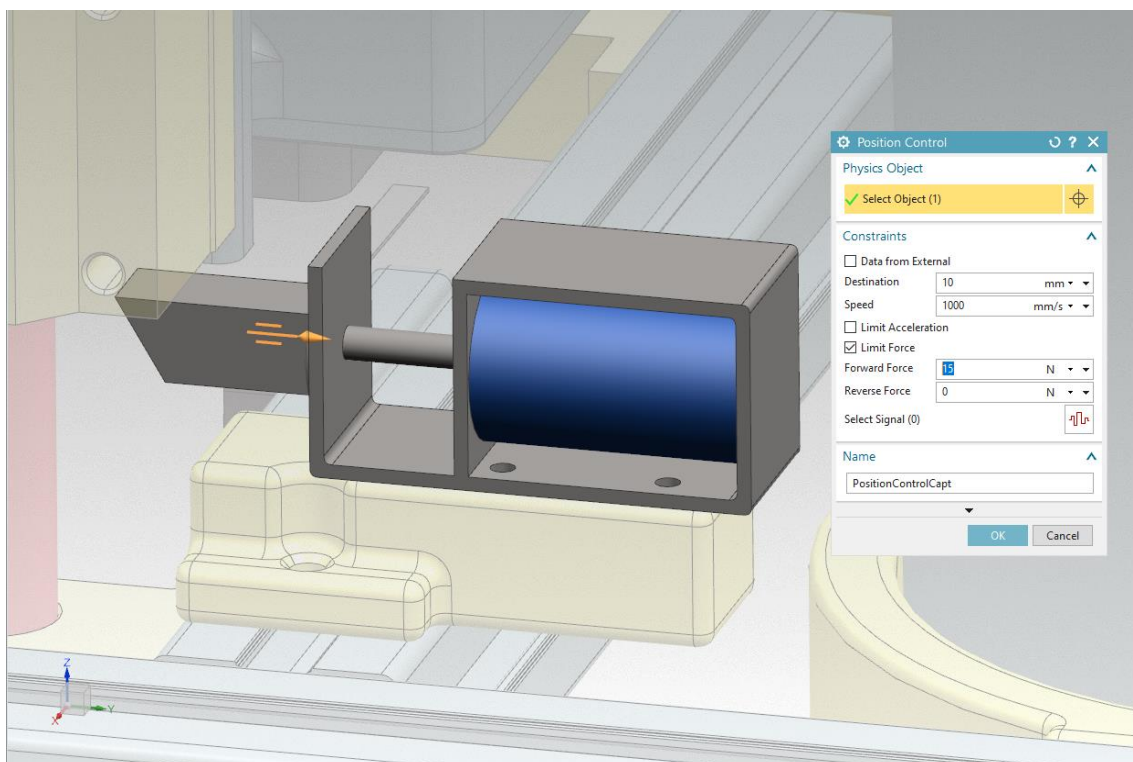 Position Control
Physics Object
Select Object (1)
Constraints
Data from External
Destination 10 mm
Speed 1000 mm/s
Limit Acceleration
Limit Force
Forward Force 15 N
Reverse Force 0 N
Select Signal (0)
Name
PositionControlCapt
OK Cancel
Z
X Y